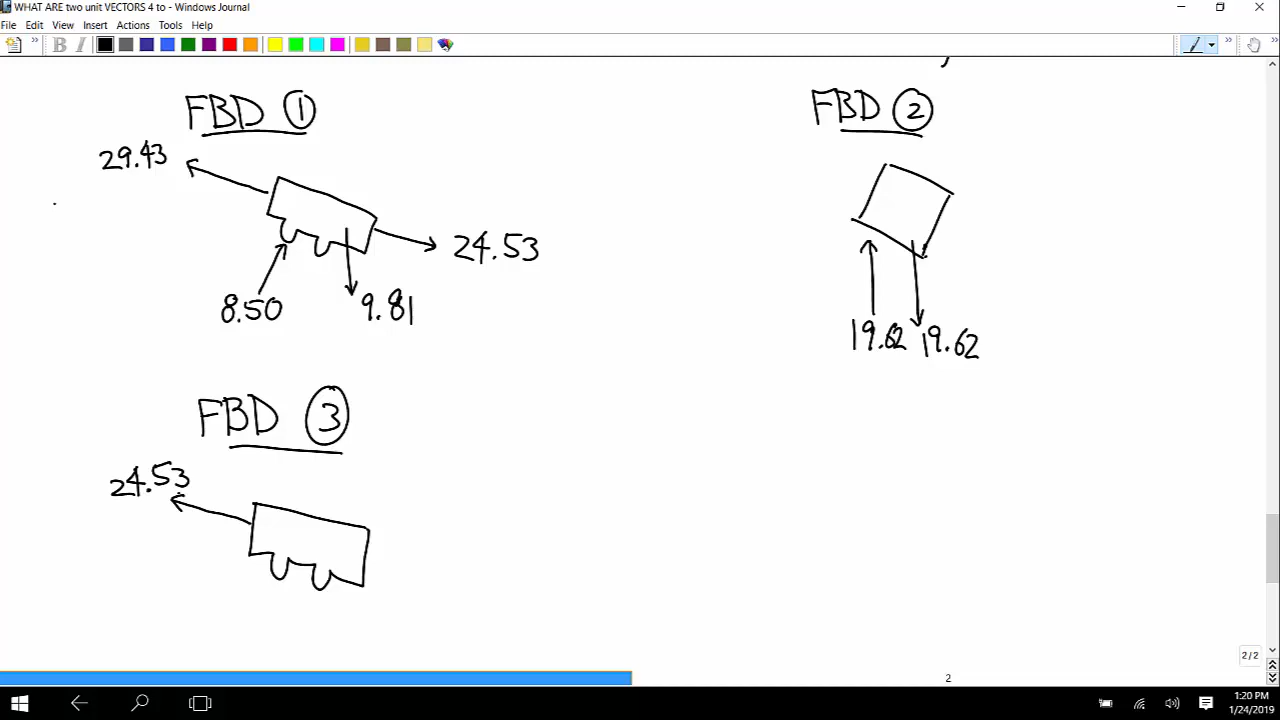 WHAT ARE two unit VECTORS 4 to - Windows Journal
File Edit View Insert Actions Tools Help
B I
FBD 1
29.43
24.53
8.50
9.81
FBD 2
19.62
19.62
FBD 3
24.53
2/2
2
1:20 PM
1/24/2019